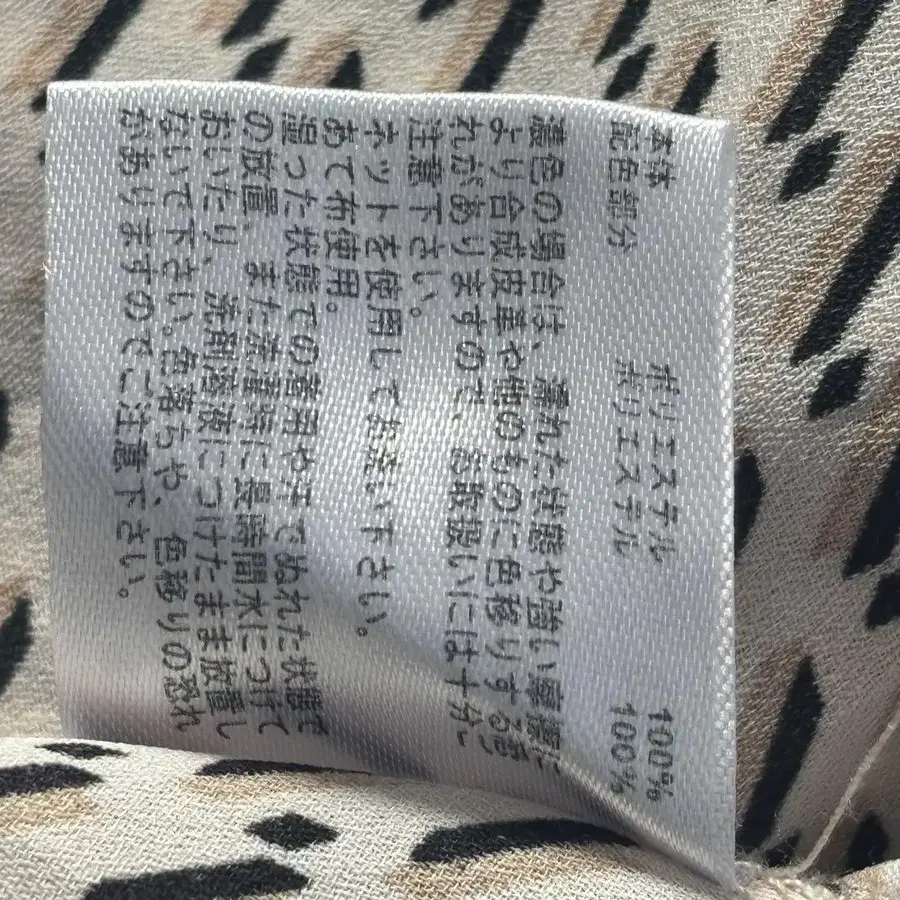 本体 ポリエステル 100%
配色部分 ポリエステル 100%
濃色の場合は、濡れた状態や強い摩擦に
より合成皮革や他のものに色移りする恐
れがありますので、お取扱いには十分に
注意下さい。
ネットを使用してお洗い下さい。
あて布使用。
湿った状態での着用や汗でぬれた状態で
の放置、また洗濯時に長時間水につけて
おいたり、洗剤溶液につけたまま放置し
ないで下さい。色落ちや、色移りの恐れ
がありますのでご注意下さい。